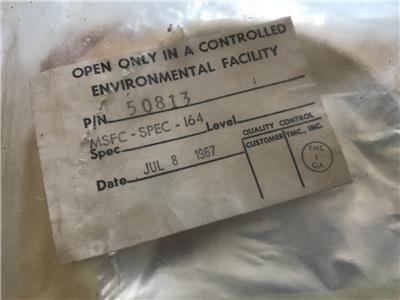 OPEN ONLY IN A CONTROLLED
ENVIRONMENTAL FACILITY
P/N 50813
Spec. MSFC-SPEC-164 Level I
Date JUL 8 1967
QUALITY CONTROL
CUSTOMER TMC., INC.
TMC
1
QA